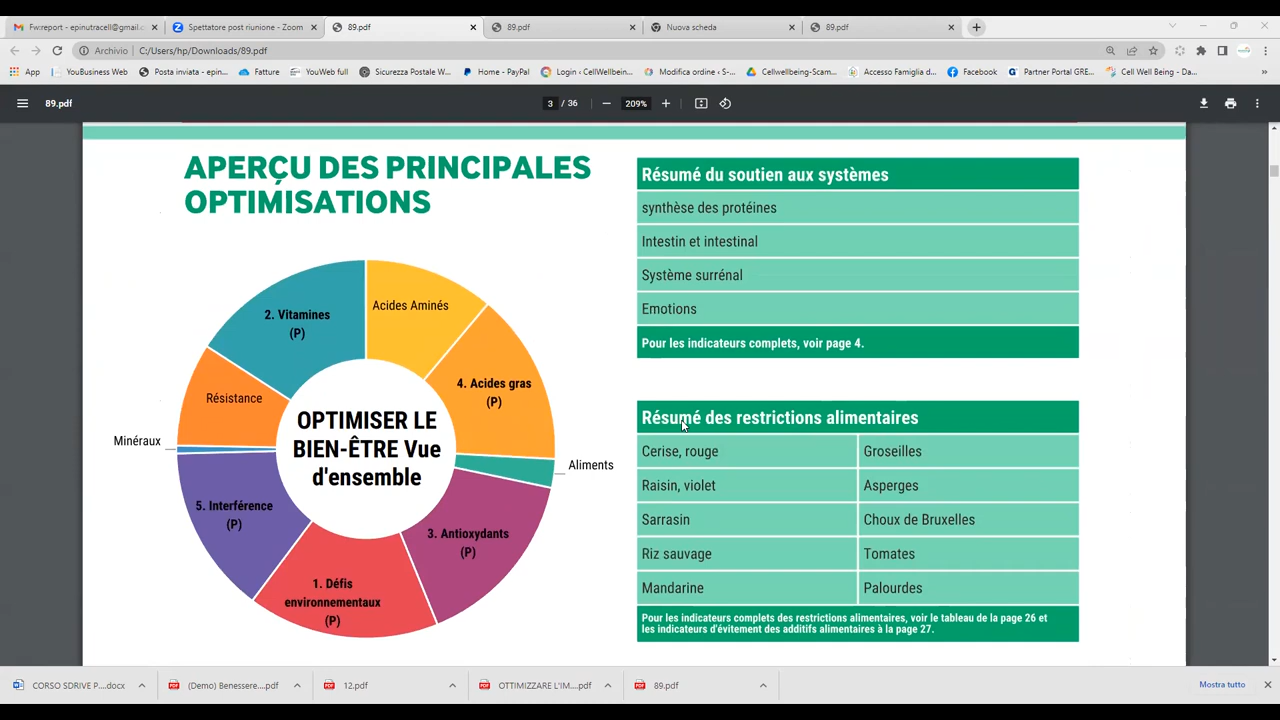 Fw:report - epinutracell@gmail.c
Spettatore post riunione - Zoom
89.pdf
89.pdf
Nuova scheda
89.pdf
Archivio
C:/Users/hp/Downloads/89.pdf
App
YouBusiness Web
Posta inviata - epin...
Fatture
YouWeb full
Sicurezza Postale W...
Home - PayPal
Login ‹ CellWellbein...
Modifica ordine ‹ S-...
Cellwellbeing-Scam...
Accesso Famiglia d...
Facebook
Partner Portal GRE...
Cell Well Being - Da...
89.pdf
3 / 36
209%
APERÇU DES PRINCIPALES
OPTIMISATIONS
2. Vitamines
(P)
Acides Aminés
4. Acides gras
(P)
Résistance
Minéraux
Aliments
5. Interférence
(P)
3. Antioxydants
(P)
1. Défis
environnementaux
(P)
OPTIMISER LE
BIEN-ÊTRE Vue
d'ensemble
Résumé du soutien aux systèmes
synthèse des protéines
Intestin et intestinal
Système surrénal
Emotions
Pour les indicateurs complets, voir page 4.
Résumé des restrictions alimentaires
Cerise, rouge Groseilles
Raisin, violet Asperges
Sarrasin Choux de Bruxelles
Riz sauvage Tomates
Mandarine Palourdes
Pour les indicateurs complets des restrictions alimentaires, voir le tableau de la page 26 et
les indicateurs d'évitement des additifs alimentaires à la page 27.
CORSO SDRIVE P....docx
(Demo) Benessere....pdf
12.pdf
OTTIMIZZARE L'IM....pdf
89.pdf
Mostra tutto